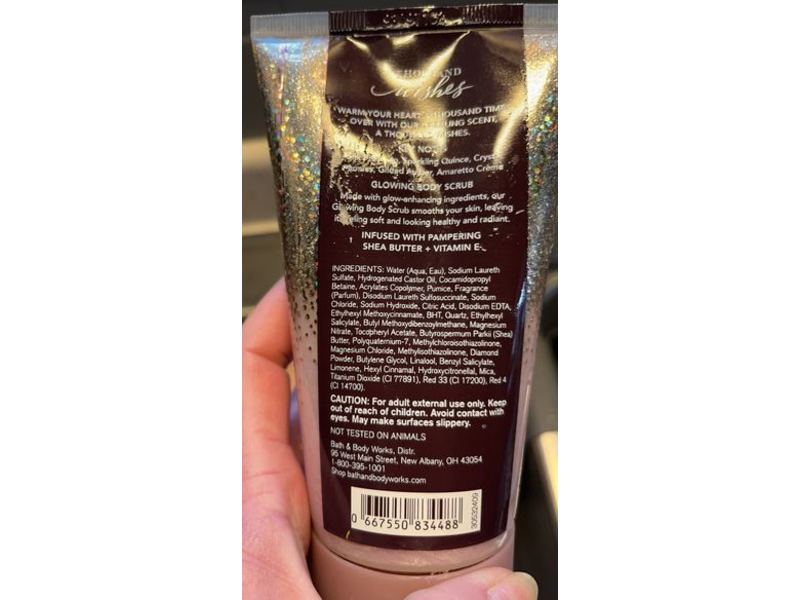 Wishes
WARM YOUR HEART A THOUSAND TIMES
OVER WITH OUR SCENT,
A THOUSAND WISHES.
KEY NOTES
Sparkling Quince, Crystal
Gilded Amber, Amaretto Crème
GLOWING BODY SCRUB
Made with glow-enhancing ingredients, our
Glowing Body Scrub smooths your skin, leaving
it feeling soft and looking healthy and radiant.
INFUSED WITH PAMPERING
SHEA BUTTER + VITAMIN E
INGREDIENTS: Water (Aqua, Eau), Sodium Laureth
Sulfate, Hydrogenated Castor Oil, Cocamidopropyl
Betaine, Acrylates Copolymer, Pumice, Fragrance
(Parfum), Disodium Laureth Sulfosuccinate, Sodium
Chloride, Sodium Hydroxide, Citric Acid, Disodium EDTA,
Ethylhexyl Methoxycinnamate, BHT, Quartz, Ethylhexyl
Salicylate, Butyl Methoxydibenzoylmethane, Magnesium
Nitrate, Tocopheryl Acetate, Butyrospermum Parkii (Shea)
Butter, Polyquaternium-7, Methylchloroisothiazolinone,
Magnesium Chloride, Methylisothiazolinone, Diamond
Powder, Butylene Glycol, Linalool, Benzyl Salicylate,
Limonene, Hexyl Cinnamal, Hydroxycitronellal, Mica,
Titanium Dioxide (CI 77891), Red 33 (CI 17200), Red 4
(CI 14700).
CAUTION: For adult external use only. Keep
out of reach of children. Avoid contact with
eyes. May make surfaces slippery.
NOT TESTED ON ANIMALS
Bath & Body Works, Distr.
95 West Main Street, New Albany, OH 43054
1-800-395-1001
Shop bathandbodyworks.com
0 667550 834488
30532409